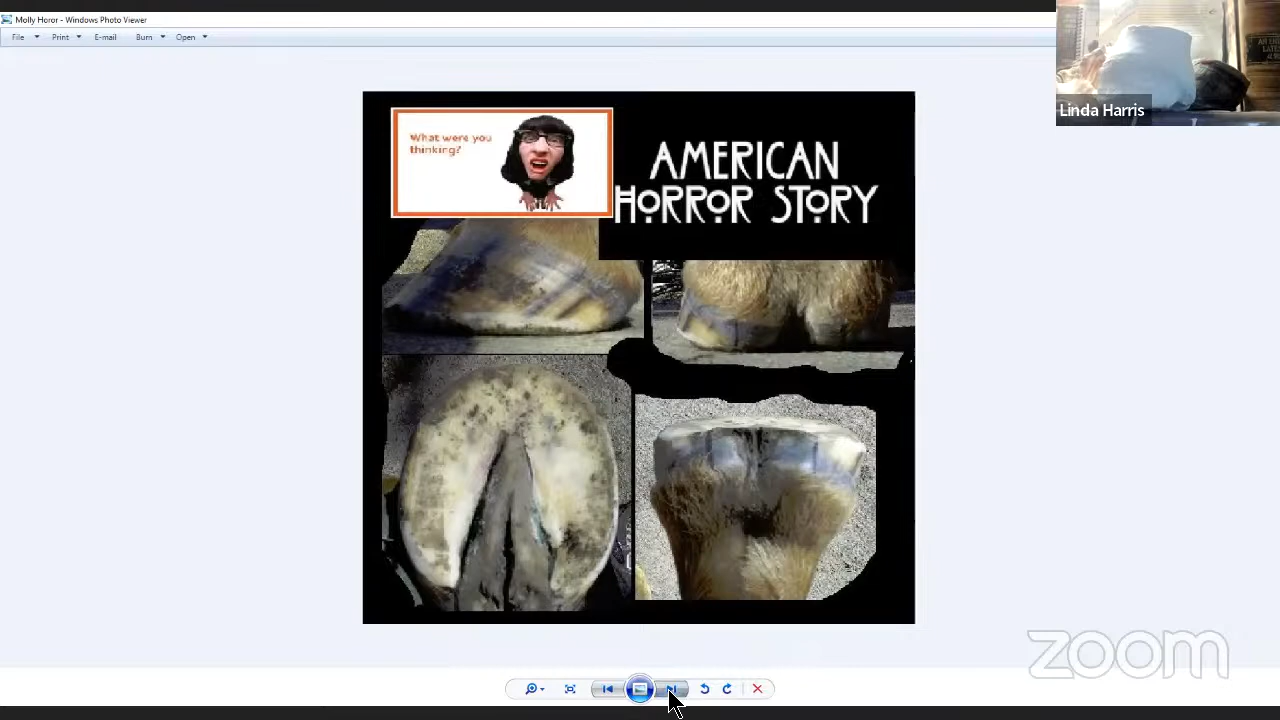 Molly Horor - Windows Photo Viewer
File Print E-mail Burn Open
Linda Harris
What were you
thinking?
AMERICAN
HORROR STORY
zoom